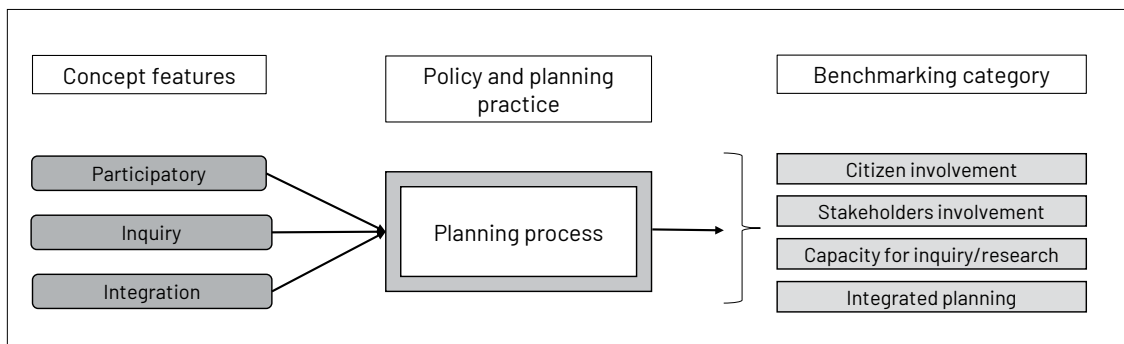 Concept features
Policy and planning
practice
Benchmarking category
Participatory
Inquiry
Integration
Planning process
Citizen involvement
Stakeholders involvement
Capacity for inquiry/research
Integrated planning